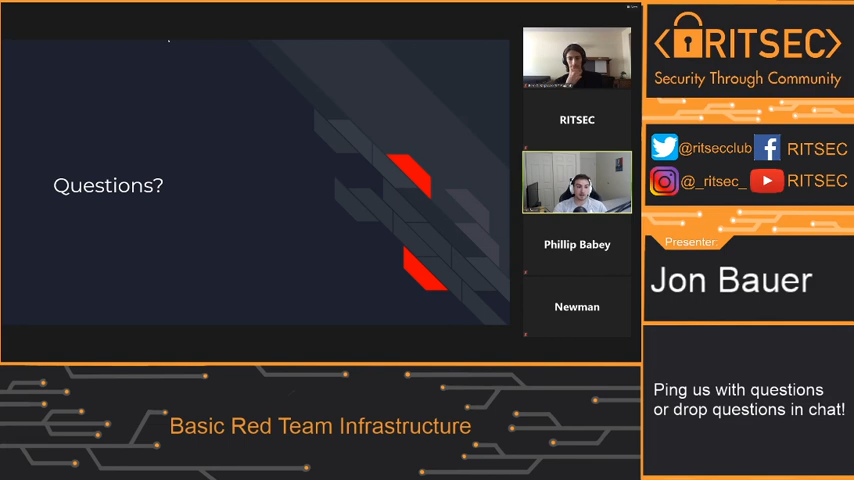 Questions?
RITSEC
Phillip Babey
Newman
<RITSEC>
Security Through Community
@ritsecclub
RITSEC
@_ritsec_
RITSEC
Presenter:
Jon Bauer
Ping us with questions
or drop questions in chat!
Basic Red Team Infrastructure